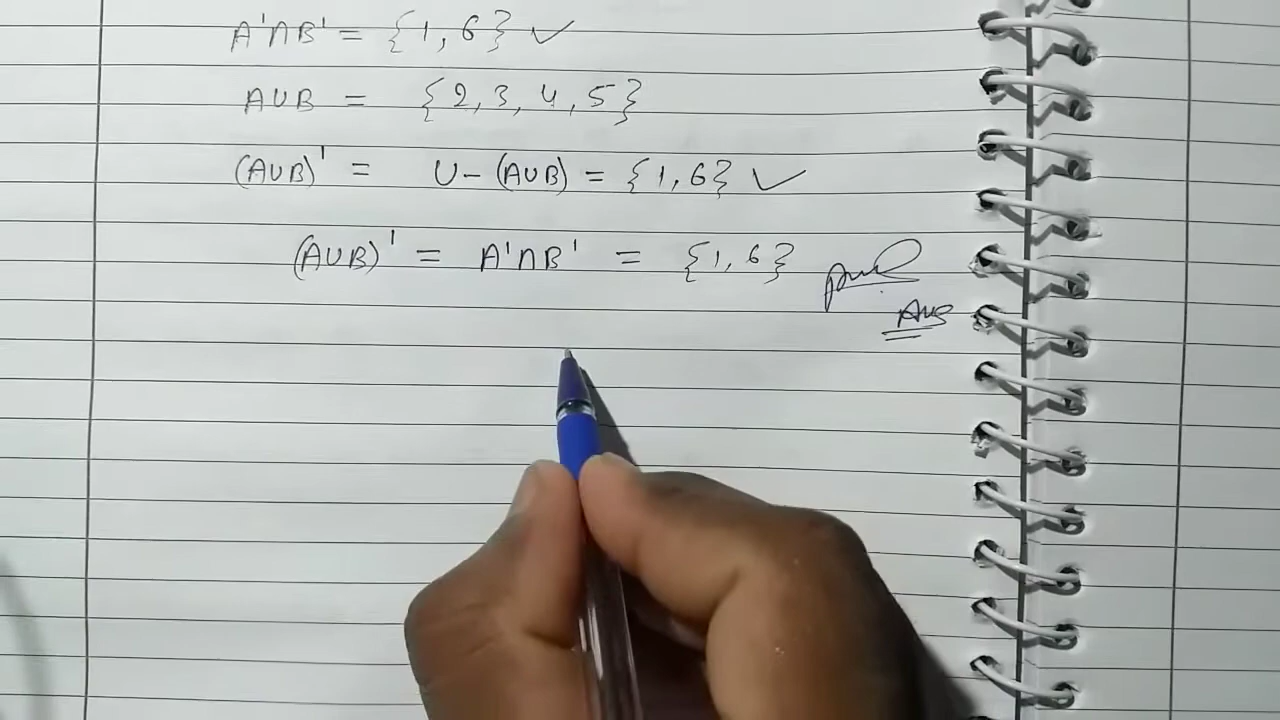 A'∩B' = {1, 6} ✓
A∪B = {2, 3, 4, 5}
(A∪B)' = U - (A∪B) = {1, 6} ✓
(A∪B)' = A'∩B' = {1, 6}
Ans